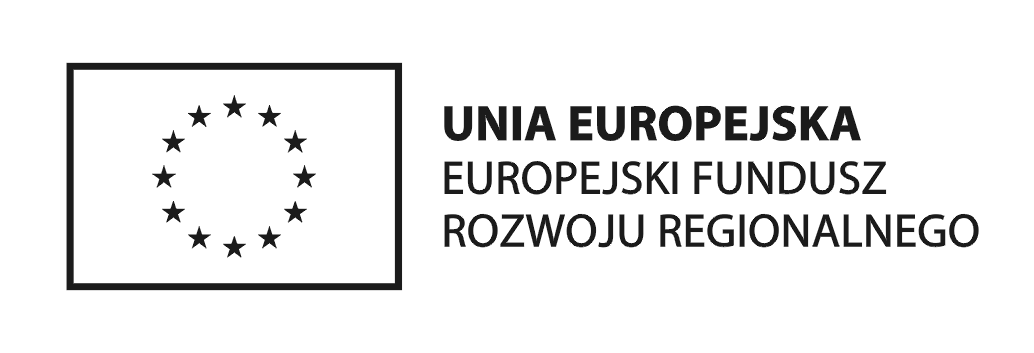 UNIA EUROPEJSKA
EUROPEJSKI FUNDUSZ
ROZWOJU REGIONALNEGO